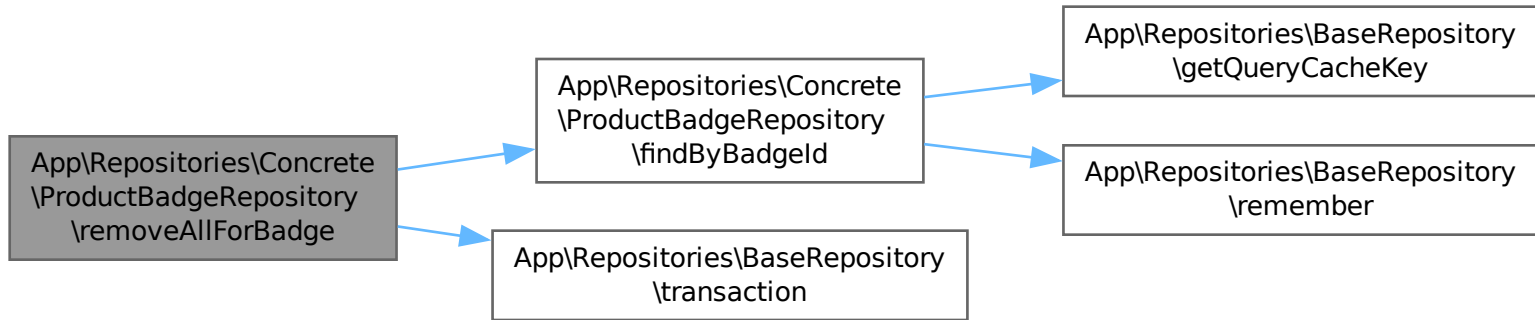 App\Repositories\Concrete
\ProductBadgeRepository
\removeAllForBadge
App\Repositories\Concrete
\ProductBadgeRepository
\findByBadgeId
App\Repositories\BaseRepository
\getQueryCacheKey
App\Repositories\BaseRepository
\remember
App\Repositories\BaseRepository
\transaction